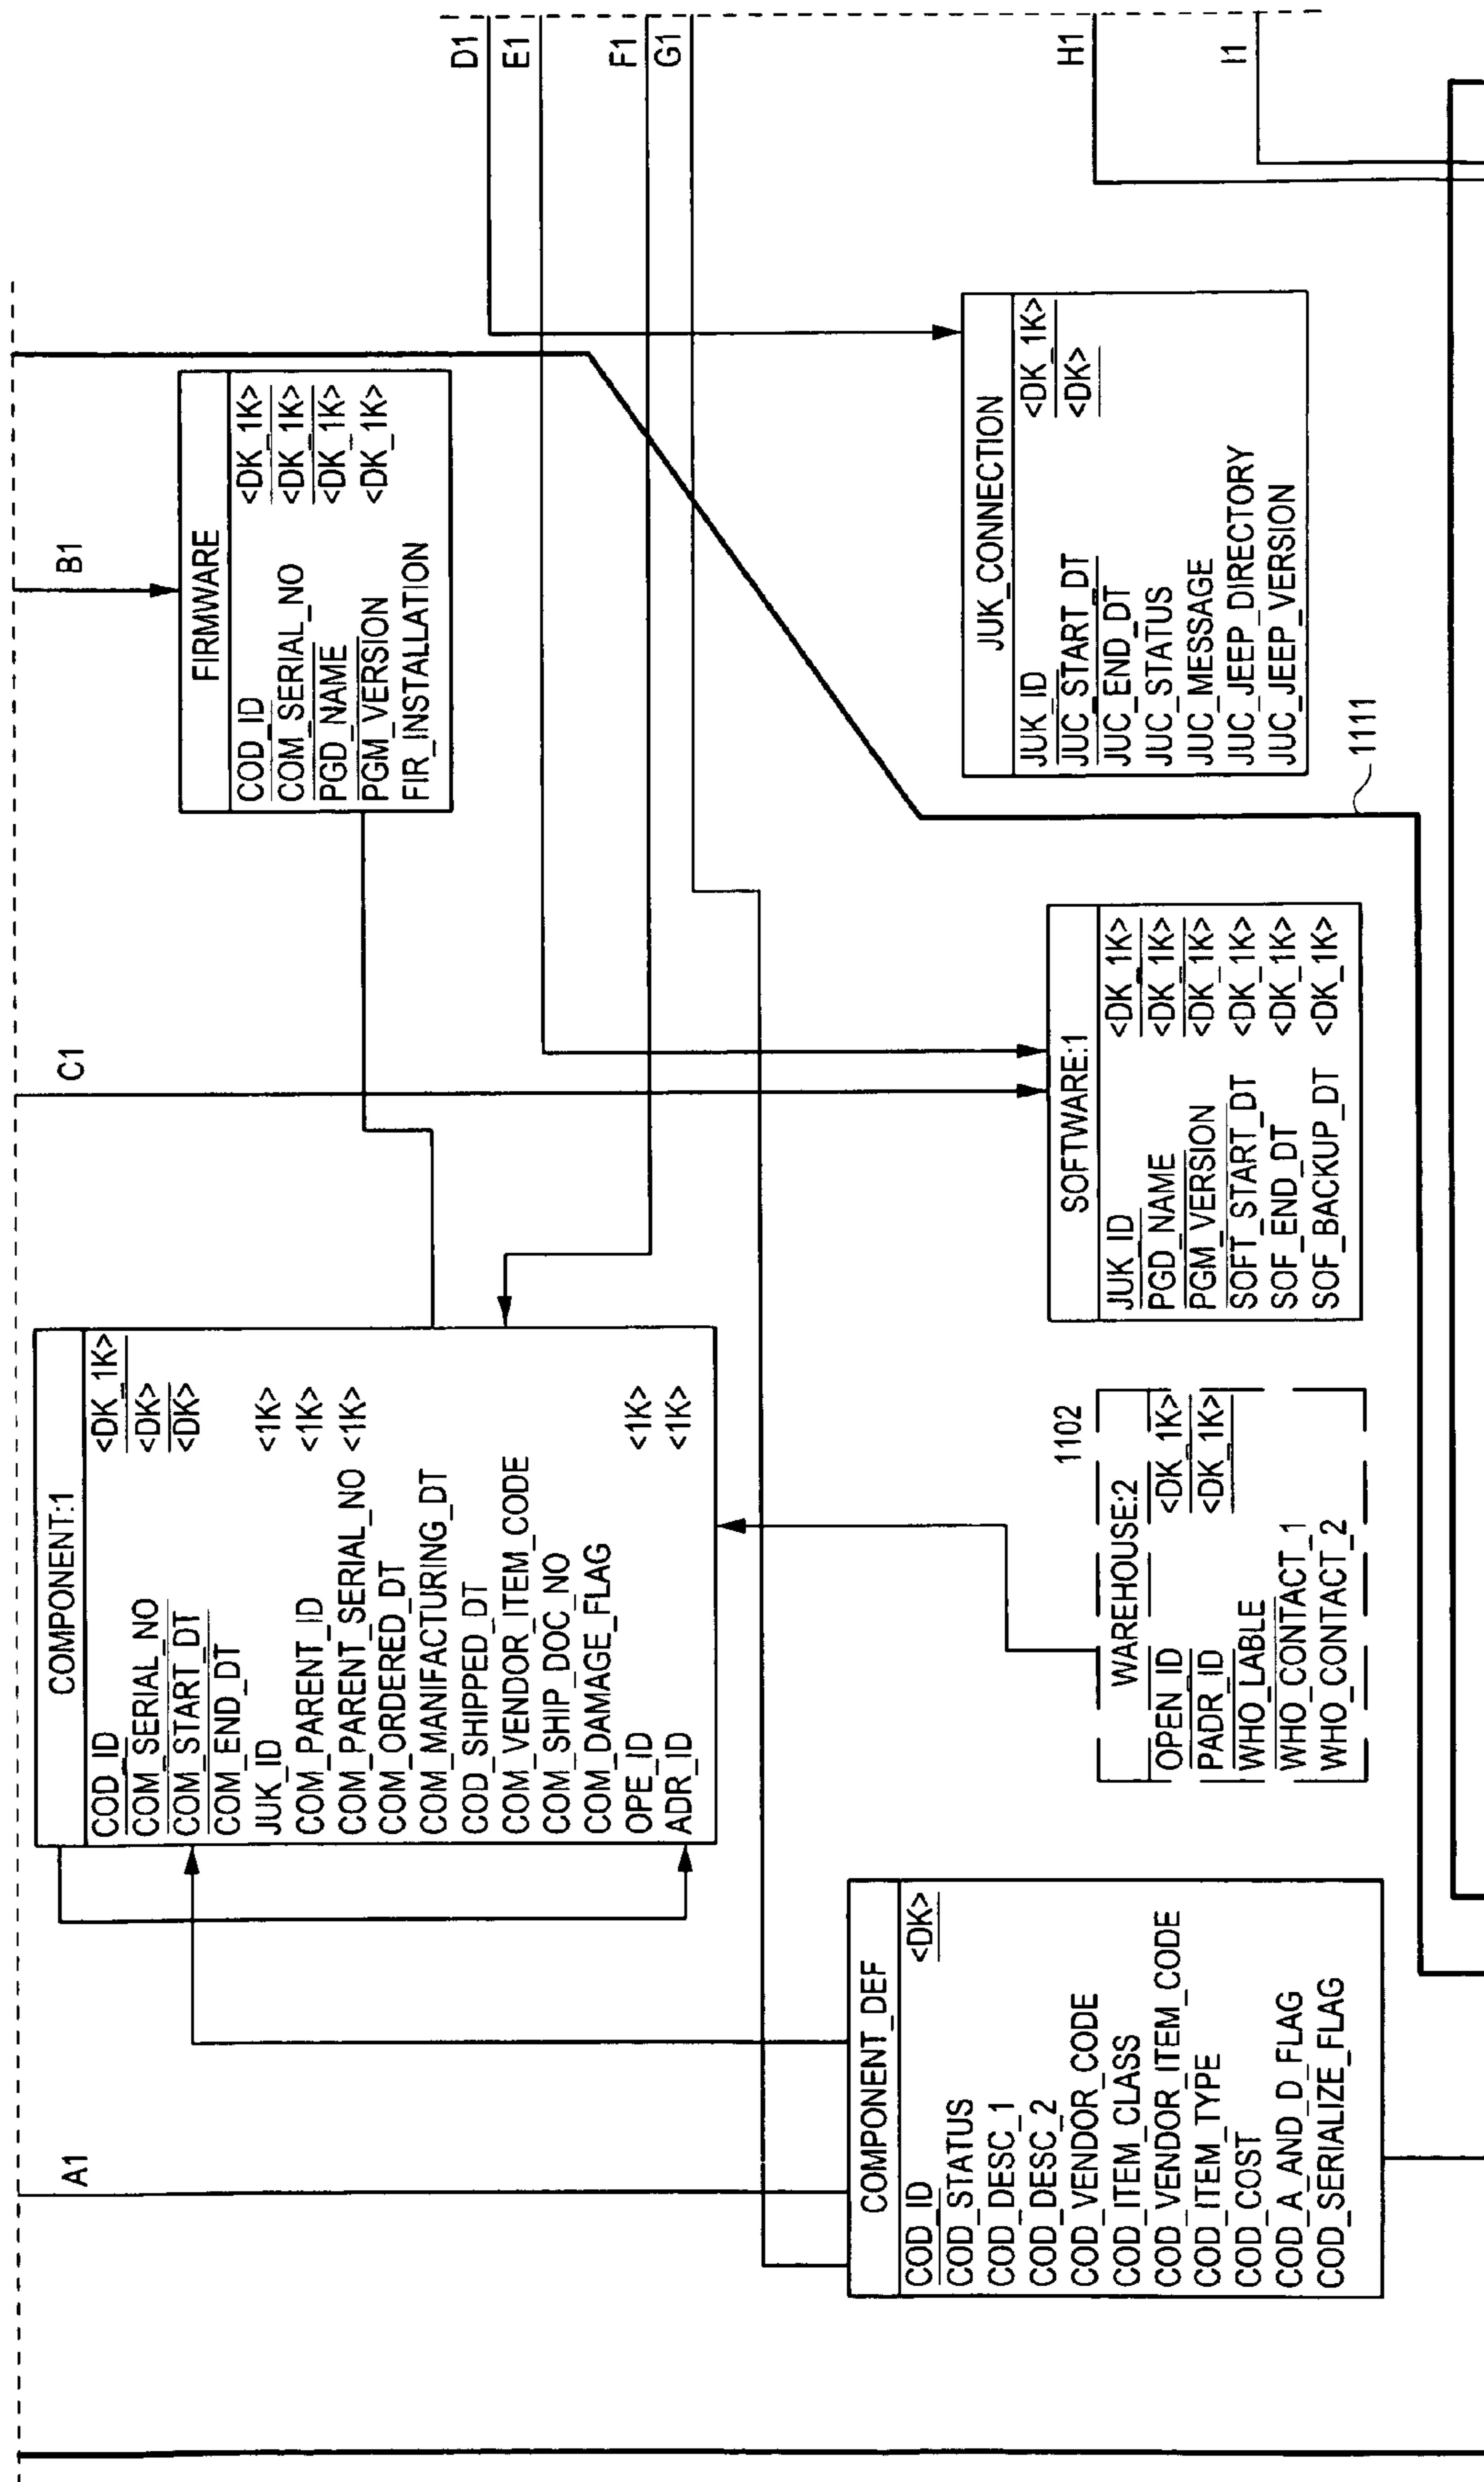 A1
C1
B1
D1
E1
F1
G1
H1
I1
COMPONENT:1
COD_ID <DK_1K>
COM_SERIAL_NO <DK>
COM_START_DT <DK>
COM_END_DT
JUK_ID <1K>
COM_PARENT_ID <1K>
COM_PARENT_SERIAL_NO <1K>
COM_ORDERED_DT
COM_MANIFACTURING_DT
COD_SHIPPED_DT
COM_VENDOR_ITEM_CODE
COM_SHIP_DOC_NO
COM_DAMAGE_FLAG
OPE_ID <1K>
ADR_ID <1K>
FIRMWARE
COD_ID <DK_1K>
COM_SERIAL_NO <DK_1K>
PGD_NAME <DK_1K>
PGM_VERSION <DK_1K>
FIR_INSTALLATION
COMPONENT_DEF
COD_ID <DK>
COD_STATUS
COD_DESC_1
COD_DESC_2
COD_VENDOR_CODE
COD_ITEM_CLASS
COD_VENDOR_ITEM_CODE
COD_ITEM_TYPE
COD_COST
COD_A_AND_D_FLAG
COD_SERIALIZE_FLAG
1102
WAREHOUSE:2
OPEN_ID <DK_1K>
PADR_ID <DK_1K>
WHO_LABLE
WHO_CONTACT_1
WHO_CONTACT_2
SOFTWARE:1
JUK_ID <DK_1K>
PGD_NAME <DK_1K>
PGM_VERSION <DK_1K>
SOFT_START_DT <DK_1K>
SOF_END_DT <DK_1K>
SOF_BACKUP_DT <DK_1K>
JUK_CONNECTION
JUK_ID <DK_1K>
JUC_START_DT <DK>
JUC_END_DT
JUC_STATUS
JUC_MESSAGE
JUC_JEEP_DIRECTORY
JUC_JEEP_VERSION
1111